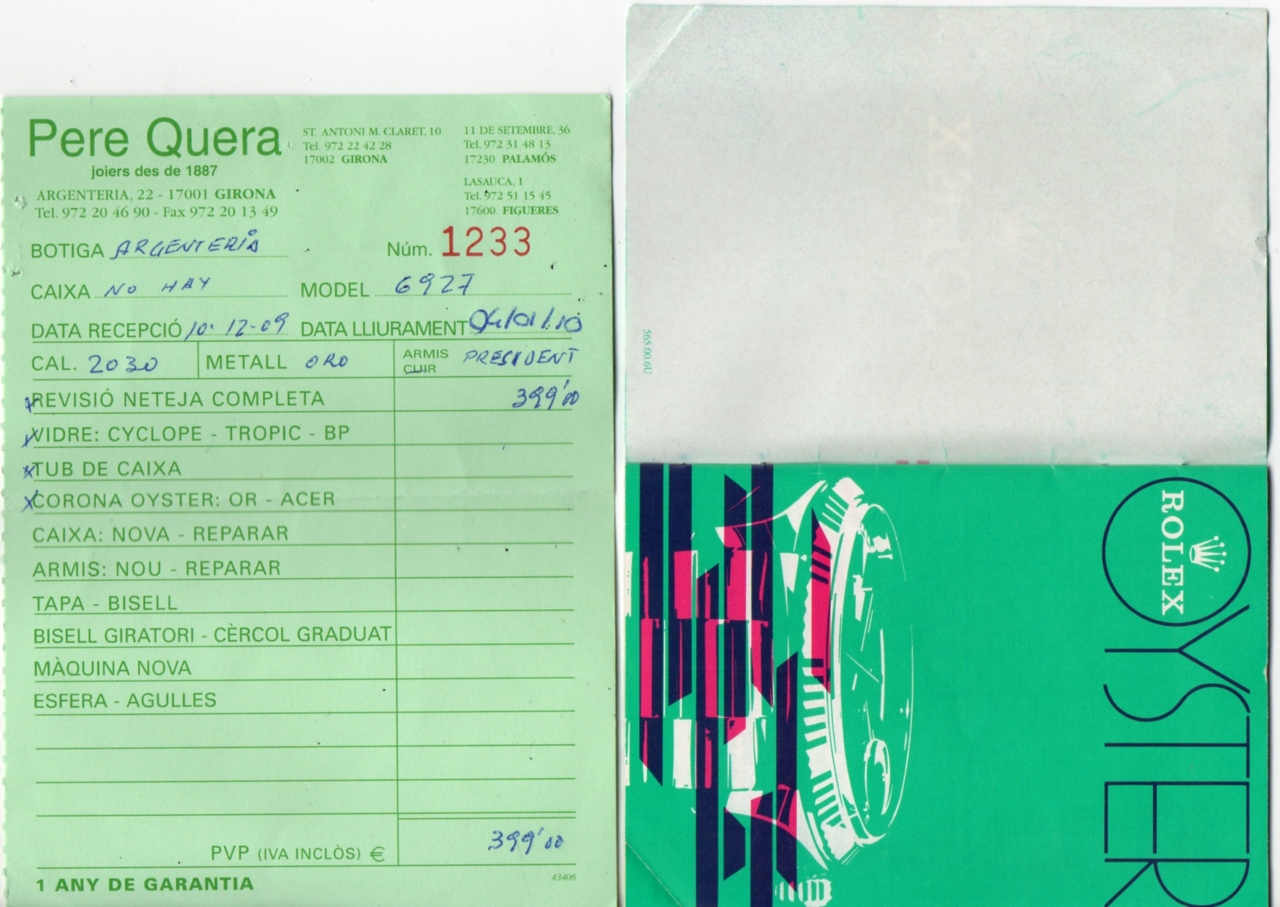 Pere Quera
joiers des de 1887
ARGENTERIA, 22 - 17001 GIRONA
Tel. 972 20 46 90 - Fax 972 20 13 49
ST. ANTONI M. CLARET, 10
Tel. 972 22 42 28
17002 GIRONA
11 DE SETEMBRE, 36
Tel. 972 31 48 13
17230 PALAMÓS
LASAUCA, 1
Tel. 972 51 15 45
17600 FIGUERES
BOTIGA ARGENTERIA Núm. 1233
CAIXA NO HAY MODEL 6927
DATA RECEPCIÓ 10-12-09 DATA LLIURAMENT 04/01/10
CAL. 2030 METALL ORO ARMIS CUIR PRESIDENT
x REVISIÓ NETEJA COMPLETA 399'00
x VIDRE: CYCLOPE - TROPIC - BP
x TUB DE CAIXA
x CORONA OYSTER: OR - ACER
CAIXA: NOVA - REPARAR
ARMIS: NOU - REPARAR
TAPA - BISELL
BISELL GIRATORI - CÈRCOL GRADUAT
MÀQUINA NOVA
ESFERA - AGULLES
PVP (IVA INCLÒS) € 399'00
1 ANY DE GARANTIA
43406
565.00.6U
ROLEX
OYSTER